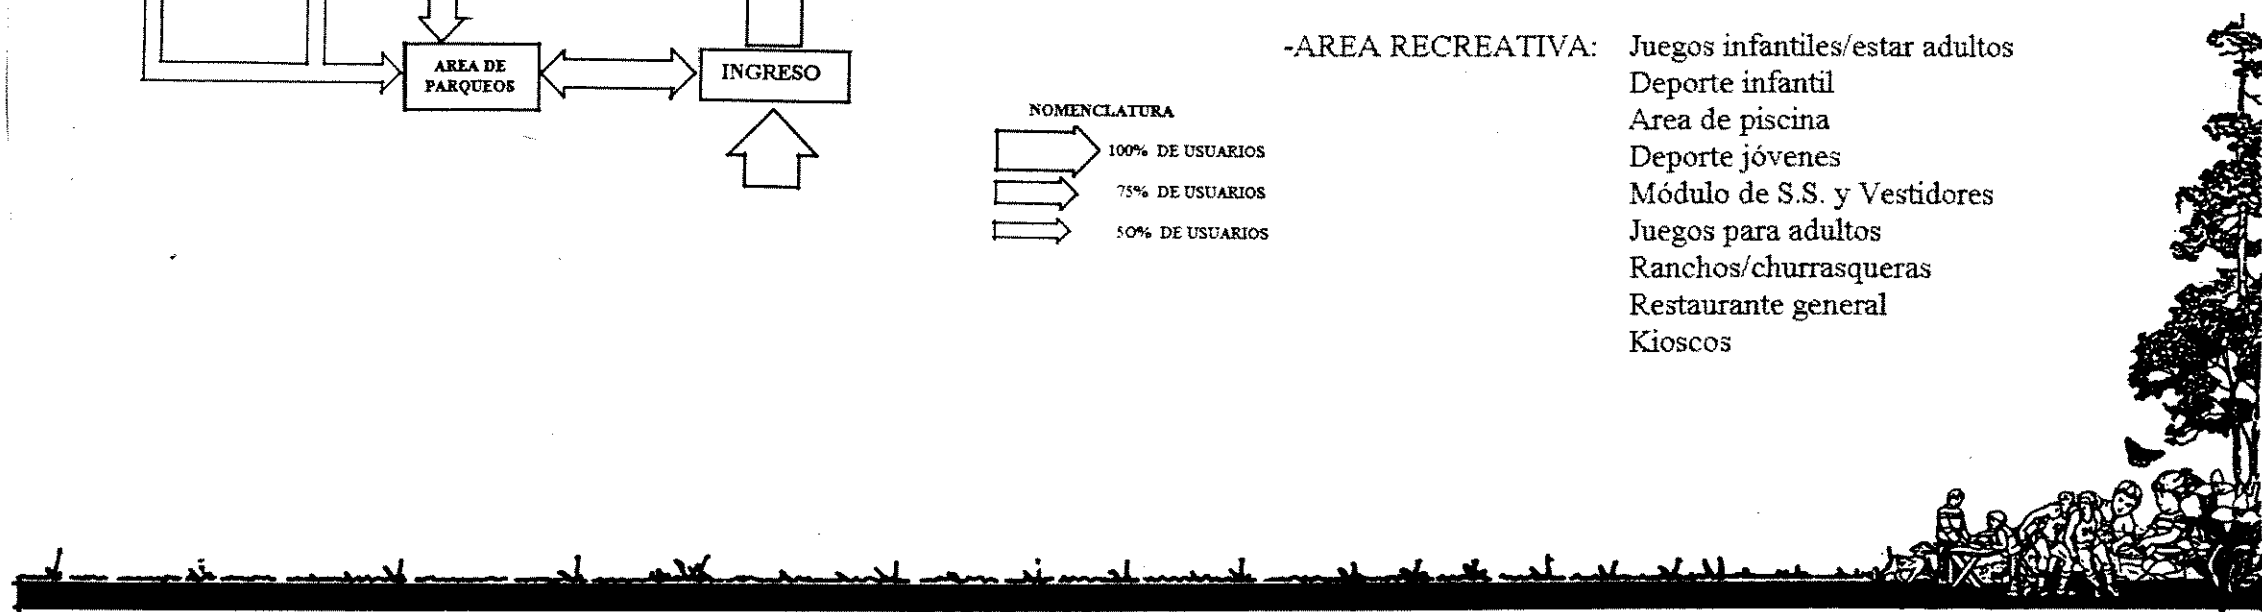 AREA DE
PARQUEOS
INGRESO
NOMENCLATURA
100% DE USUARIOS
75% DE USUARIOS
50% DE USUARIOS
-AREA RECREATIVA: Juegos infantiles/estar adultos
Deporte infantil
Area de piscina
Deporte jóvenes
Módulo de S.S. y Vestidores
Juegos para adultos
Ranchos/churrasqueras
Restaurante general
Kioscos